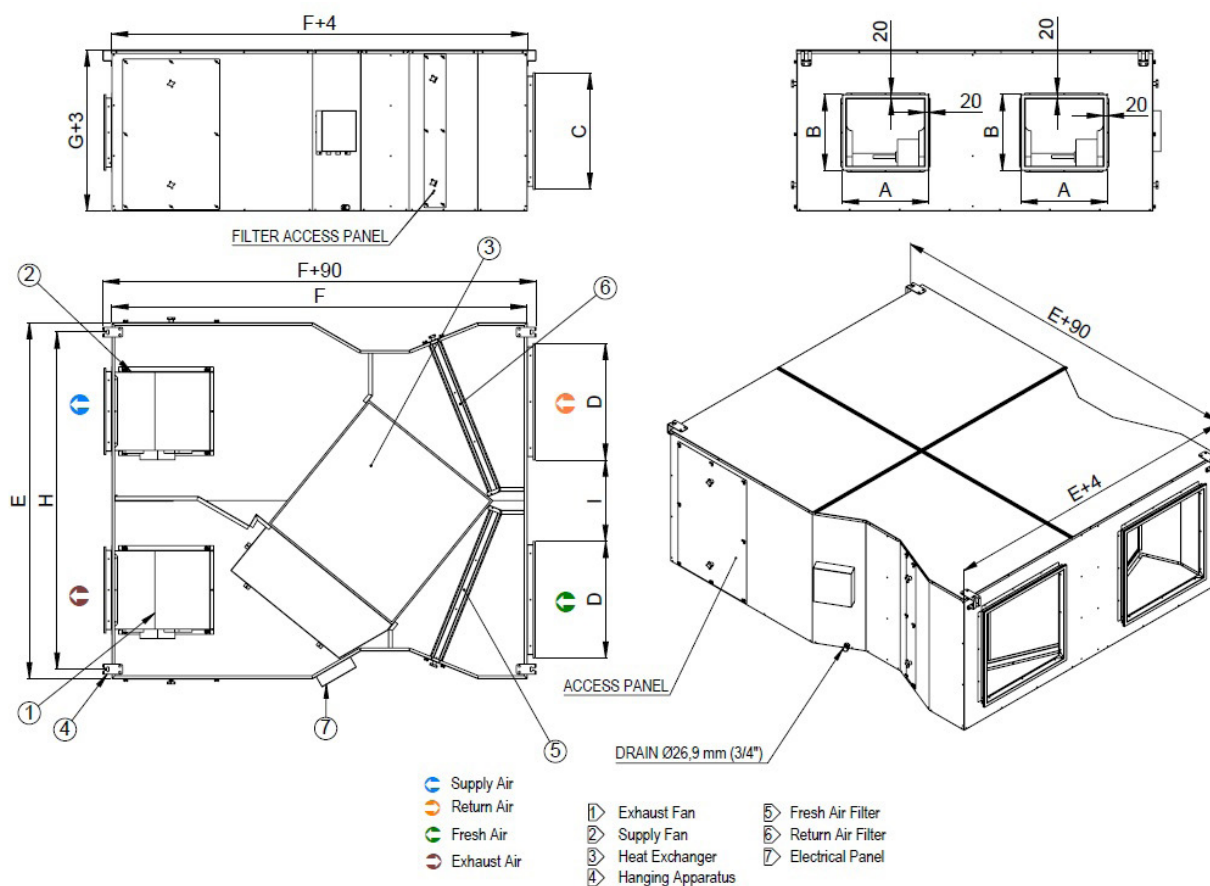 F+4
G+3
C
FILTER ACCESS PANEL
20
20
20
20
B
B
A
A
F+90
F
2
3
6
E
H
D
I
D
1
4
7
5
E+90
E+4
ACCESS PANEL
DRAIN Ø26,9 mm (3/4")
Supply Air
Return Air
Fresh Air
Exhaust Air
1 Exhaust Fan
2 Supply Fan
3 Heat Exchanger
4 Hanging Apparatus
5 Fresh Air Filter
6 Return Air Filter
7 Electrical Panel